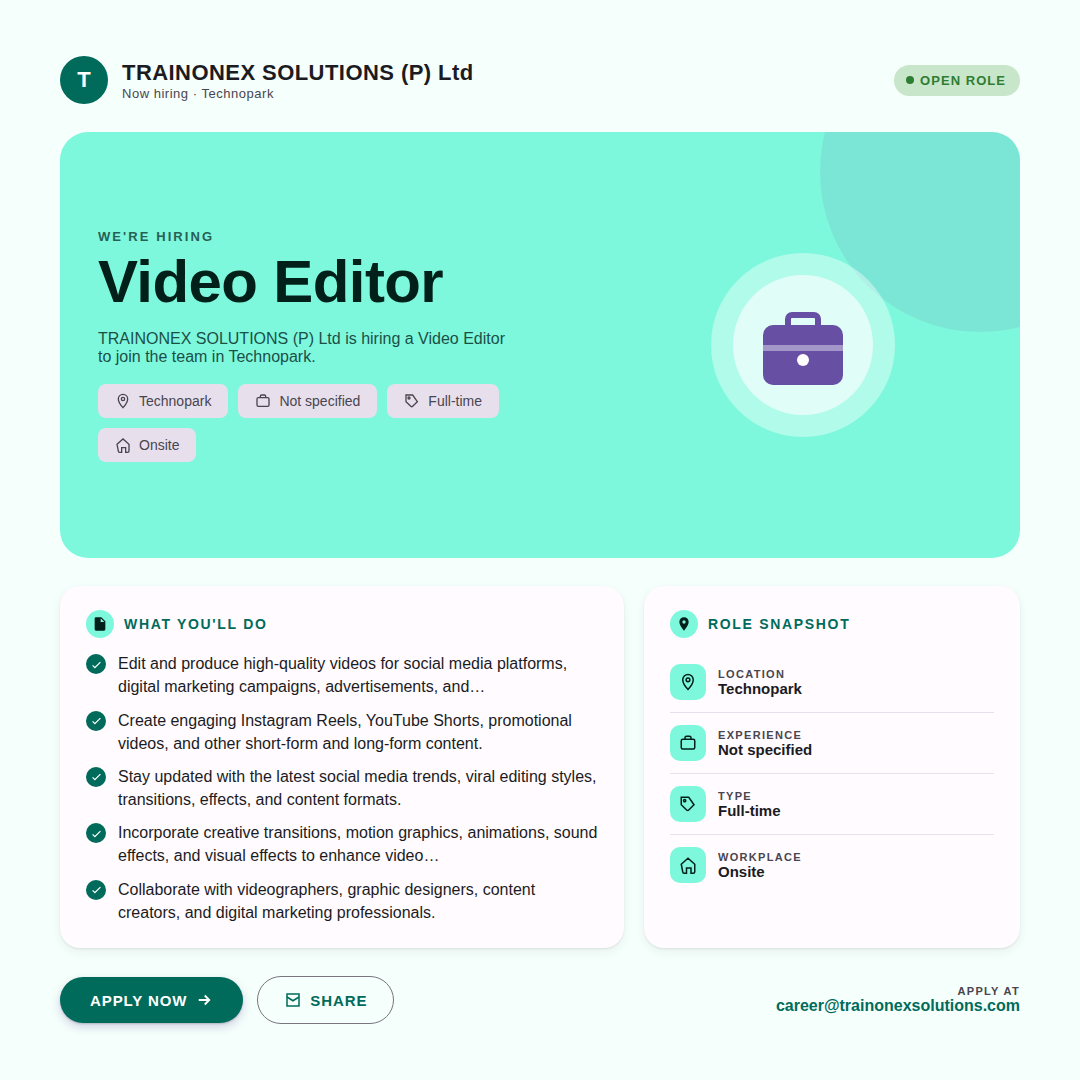 T
TRAINONEX SOLUTIONS (P) Ltd
Now hiring · Technopark
OPEN ROLE
WE'RE HIRING
Video Editor
TRAINONEX SOLUTIONS (P) Ltd is hiring a Video Editor
to join the team in Technopark.
Technopark
Not specified
Full-time
Onsite
WHAT YOU'LL DO
Edit and produce high-quality videos for social media platforms,
digital marketing campaigns, advertisements, and…
Create engaging Instagram Reels, YouTube Shorts, promotional
videos, and other short-form and long-form content.
Stay updated with the latest social media trends, viral editing styles,
transitions, effects, and content formats.
Incorporate creative transitions, motion graphics, animations, sound
effects, and visual effects to enhance video…
Collaborate with videographers, graphic designers, content
creators, and digital marketing professionals.
ROLE SNAPSHOT
LOCATION
Technopark
EXPERIENCE
Not specified
TYPE
Full-time
WORKPLACE
Onsite
APPLY NOW
SHARE
APPLY AT
career@trainonexsolutions.com